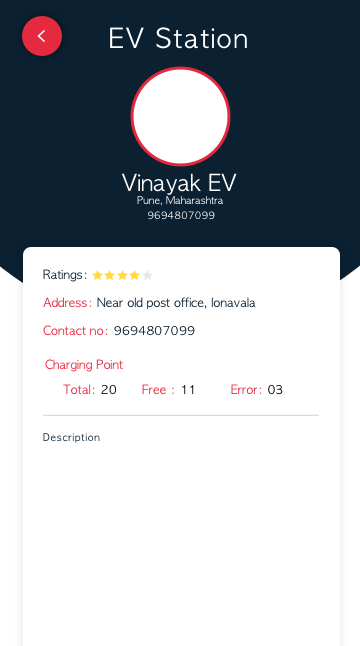 EV Station
Vinayak EV
Pune, Maharashtra
9694807099
Ratings:
Address: Near old post office, lonavala
Contact no: 9694807099
Charging Point
Total: 20 Free : 11 Error: 03
Description